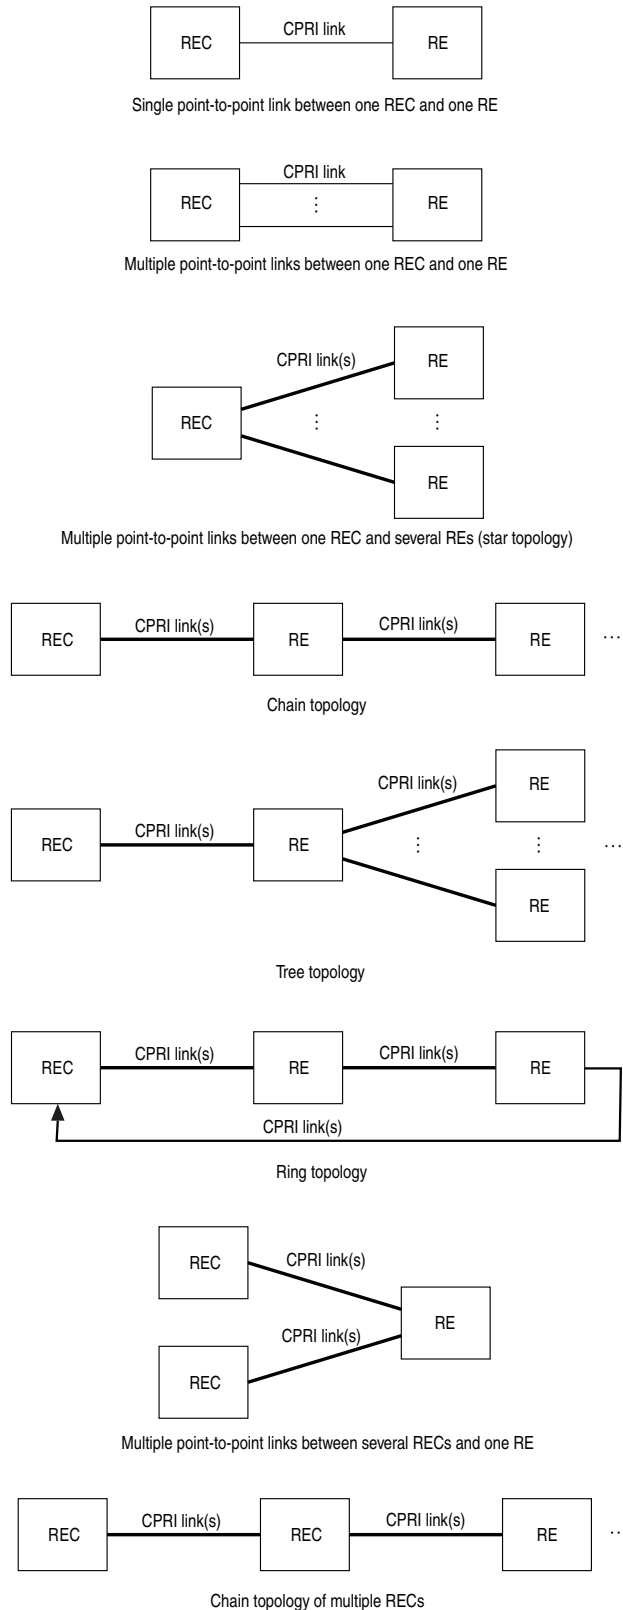 CPRI link
REC
RE
Single point-to-point link between one REC and one RE
CPRI link
REC
⋮
RE
Multiple point-to-point links between one REC and one RE
CPRI link(s)
RE
REC
⋮
⋮
RE
Multiple point-to-point links between one REC and several REs (star topology)
REC
CPRI link(s)
RE
CPRI link(s)
RE
...
Chain topology
CPRI link(s)
RE
REC
CPRI link(s)
RE
⋮
⋮
...
RE
Tree topology
REC
CPRI link(s)
RE
CPRI link(s)
RE
CPRI link(s)
Ring topology
REC
CPRI link(s)
RE
CPRI link(s)
REC
Multiple point-to-point links between several RECs and one RE
REC
CPRI link(s)
REC
CPRI link(s)
RE
..
Chain topology of multiple RECs